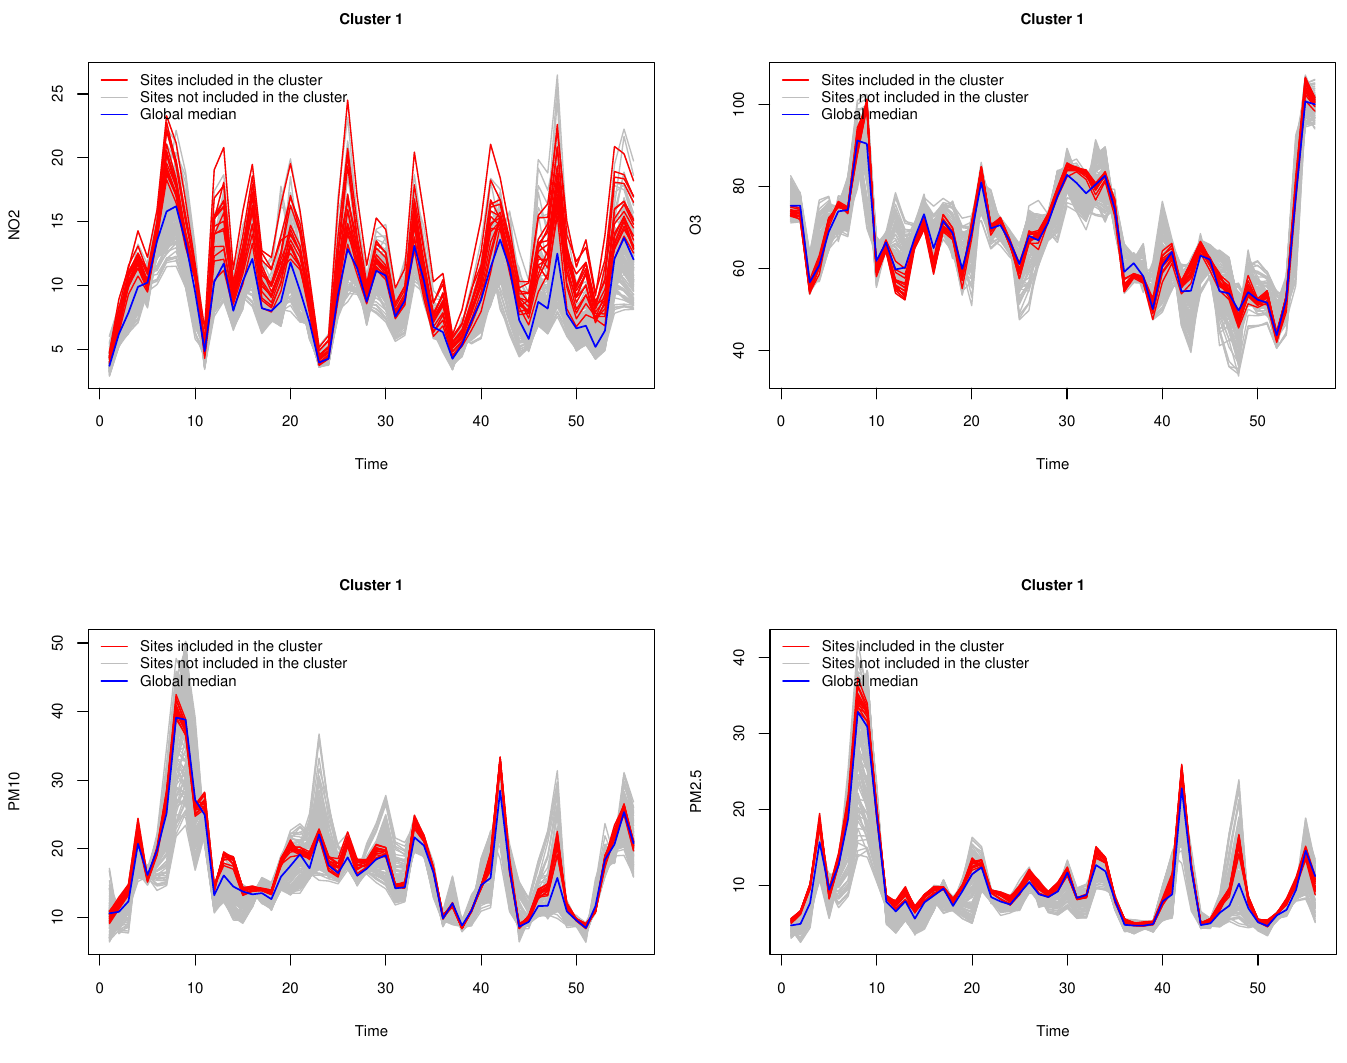 Cluster 1
NO2
Sites included in the cluster
Sites not included in the cluster
Global median
25
20
15
10
5
0 10 20 30 40 50
Time
Cluster 1
O3
Sites included in the cluster
Sites not included in the cluster
Global median
100
80
60
40
0 10 20 30 40 50
Time
Cluster 1
PM10
Sites included in the cluster
Sites not included in the cluster
Global median
50
40
30
20
10
0 10 20 30 40 50
Time
Cluster 1
PM2.5
Sites included in the cluster
Sites not included in the cluster
Global median
40
30
20
10
0 10 20 30 40 50
Time